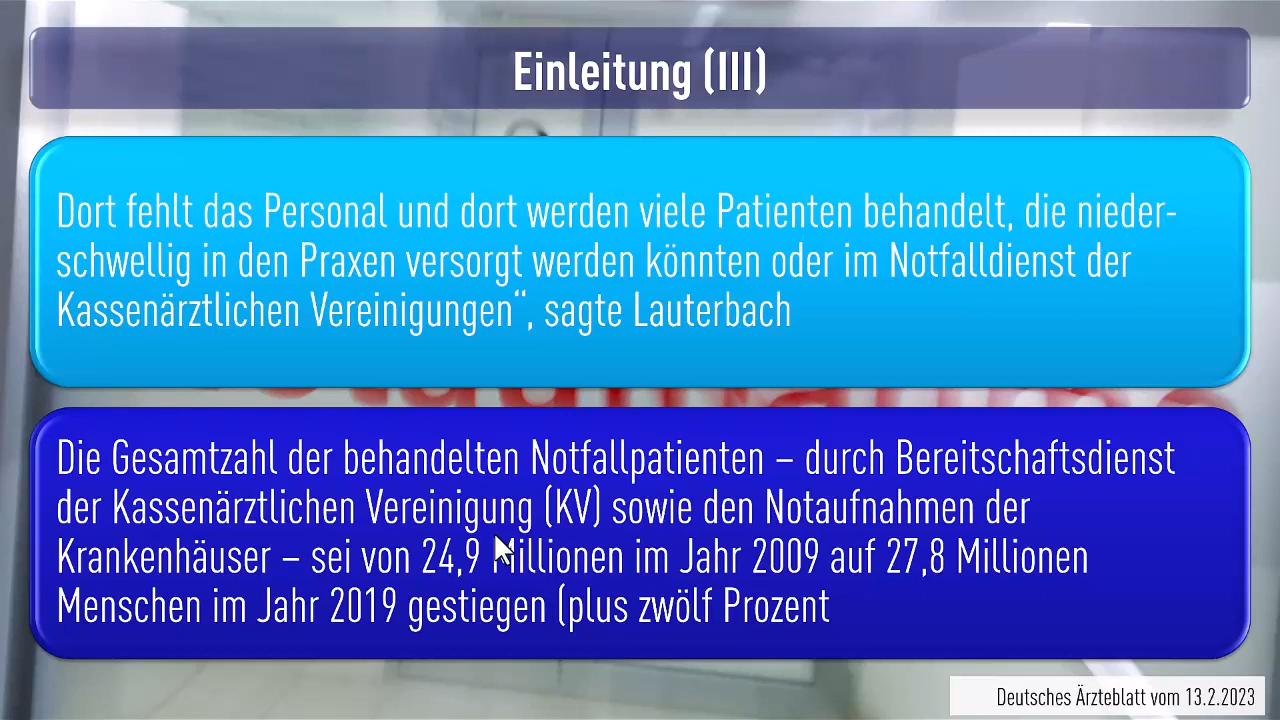 Einleitung (III)
Dort fehlt das Personal und dort werden viele Patienten behandelt, die nieder-
schwellig in den Praxen versorgt werden könnten oder im Notfalldienst der
Kassenärztlichen Vereinigungen“, sagte Lauterbach
Die Gesamtzahl der behandelten Notfallpatienten – durch Bereitschaftsdienst
der Kassenärztlichen Vereinigung (KV) sowie den Notaufnahmen der
Krankenhäuser – sei von 24,9 Millionen im Jahr 2009 auf 27,8 Millionen
Menschen im Jahr 2019 gestiegen (plus zwölf Prozent
Deutsches Ärzteblatt vom 13.2.2023